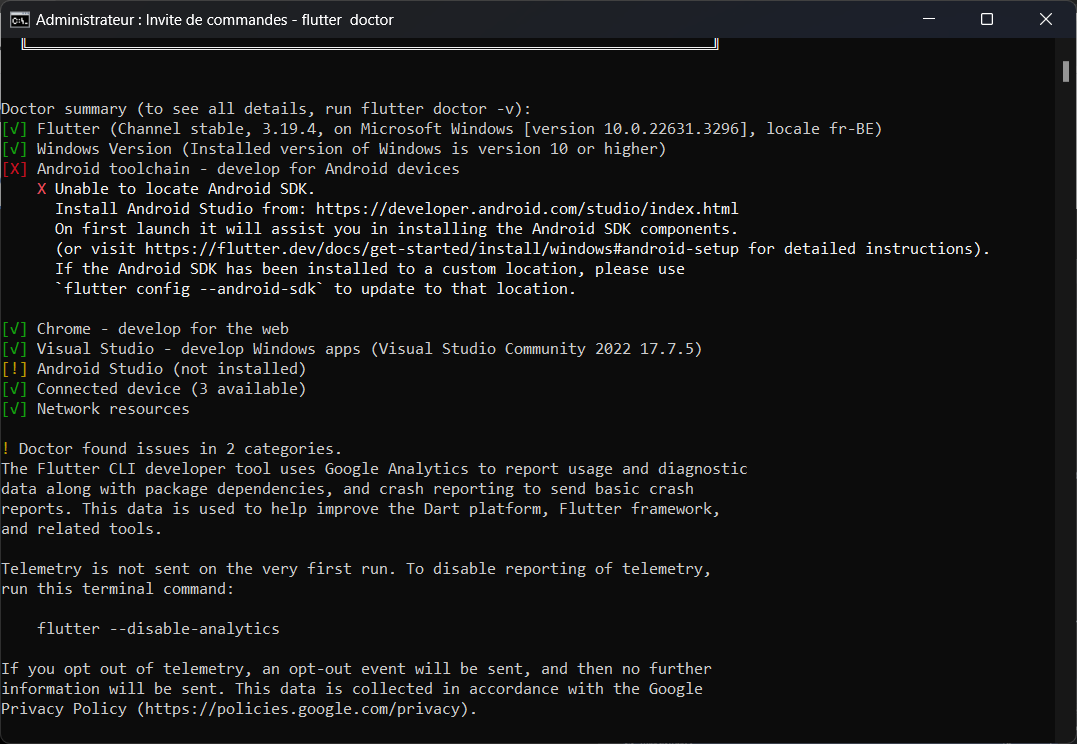 Administrateur : Invite de commandes - flutter  doctor
Doctor summary (to see all details, run flutter doctor -v):
[√] Flutter (Channel stable, 3.19.4, on Microsoft Windows [version 10.0.22631.3296], locale fr-BE)
[√] Windows Version (Installed version of Windows is version 10 or higher)
[X] Android toolchain - develop for Android devices
    X Unable to locate Android SDK.
      Install Android Studio from: https://developer.android.com/studio/index.html
      On first launch it will assist you in installing the Android SDK components.
      (or visit https://flutter.dev/docs/get-started/install/windows#android-setup for detailed instructions).
      If the Android SDK has been installed to a custom location, please use
      `flutter config --android-sdk` to update to that location.
[√] Chrome - develop for the web
[√] Visual Studio - develop Windows apps (Visual Studio Community 2022 17.7.5)
[!] Android Studio (not installed)
[√] Connected device (3 available)
[√] Network resources
! Doctor found issues in 2 categories.
The Flutter CLI developer tool uses Google Analytics to report usage and diagnostic
data along with package dependencies, and crash reporting to send basic crash
reports. This data is used to help improve the Dart platform, Flutter framework,
and related tools.
Telemetry is not sent on the very first run. To disable reporting of telemetry,
run this terminal command:
    flutter --disable-analytics
If you opt out of telemetry, an opt-out event will be sent, and then no further
information will be sent. This data is collected in accordance with the Google
Privacy Policy (https://policies.google.com/privacy).